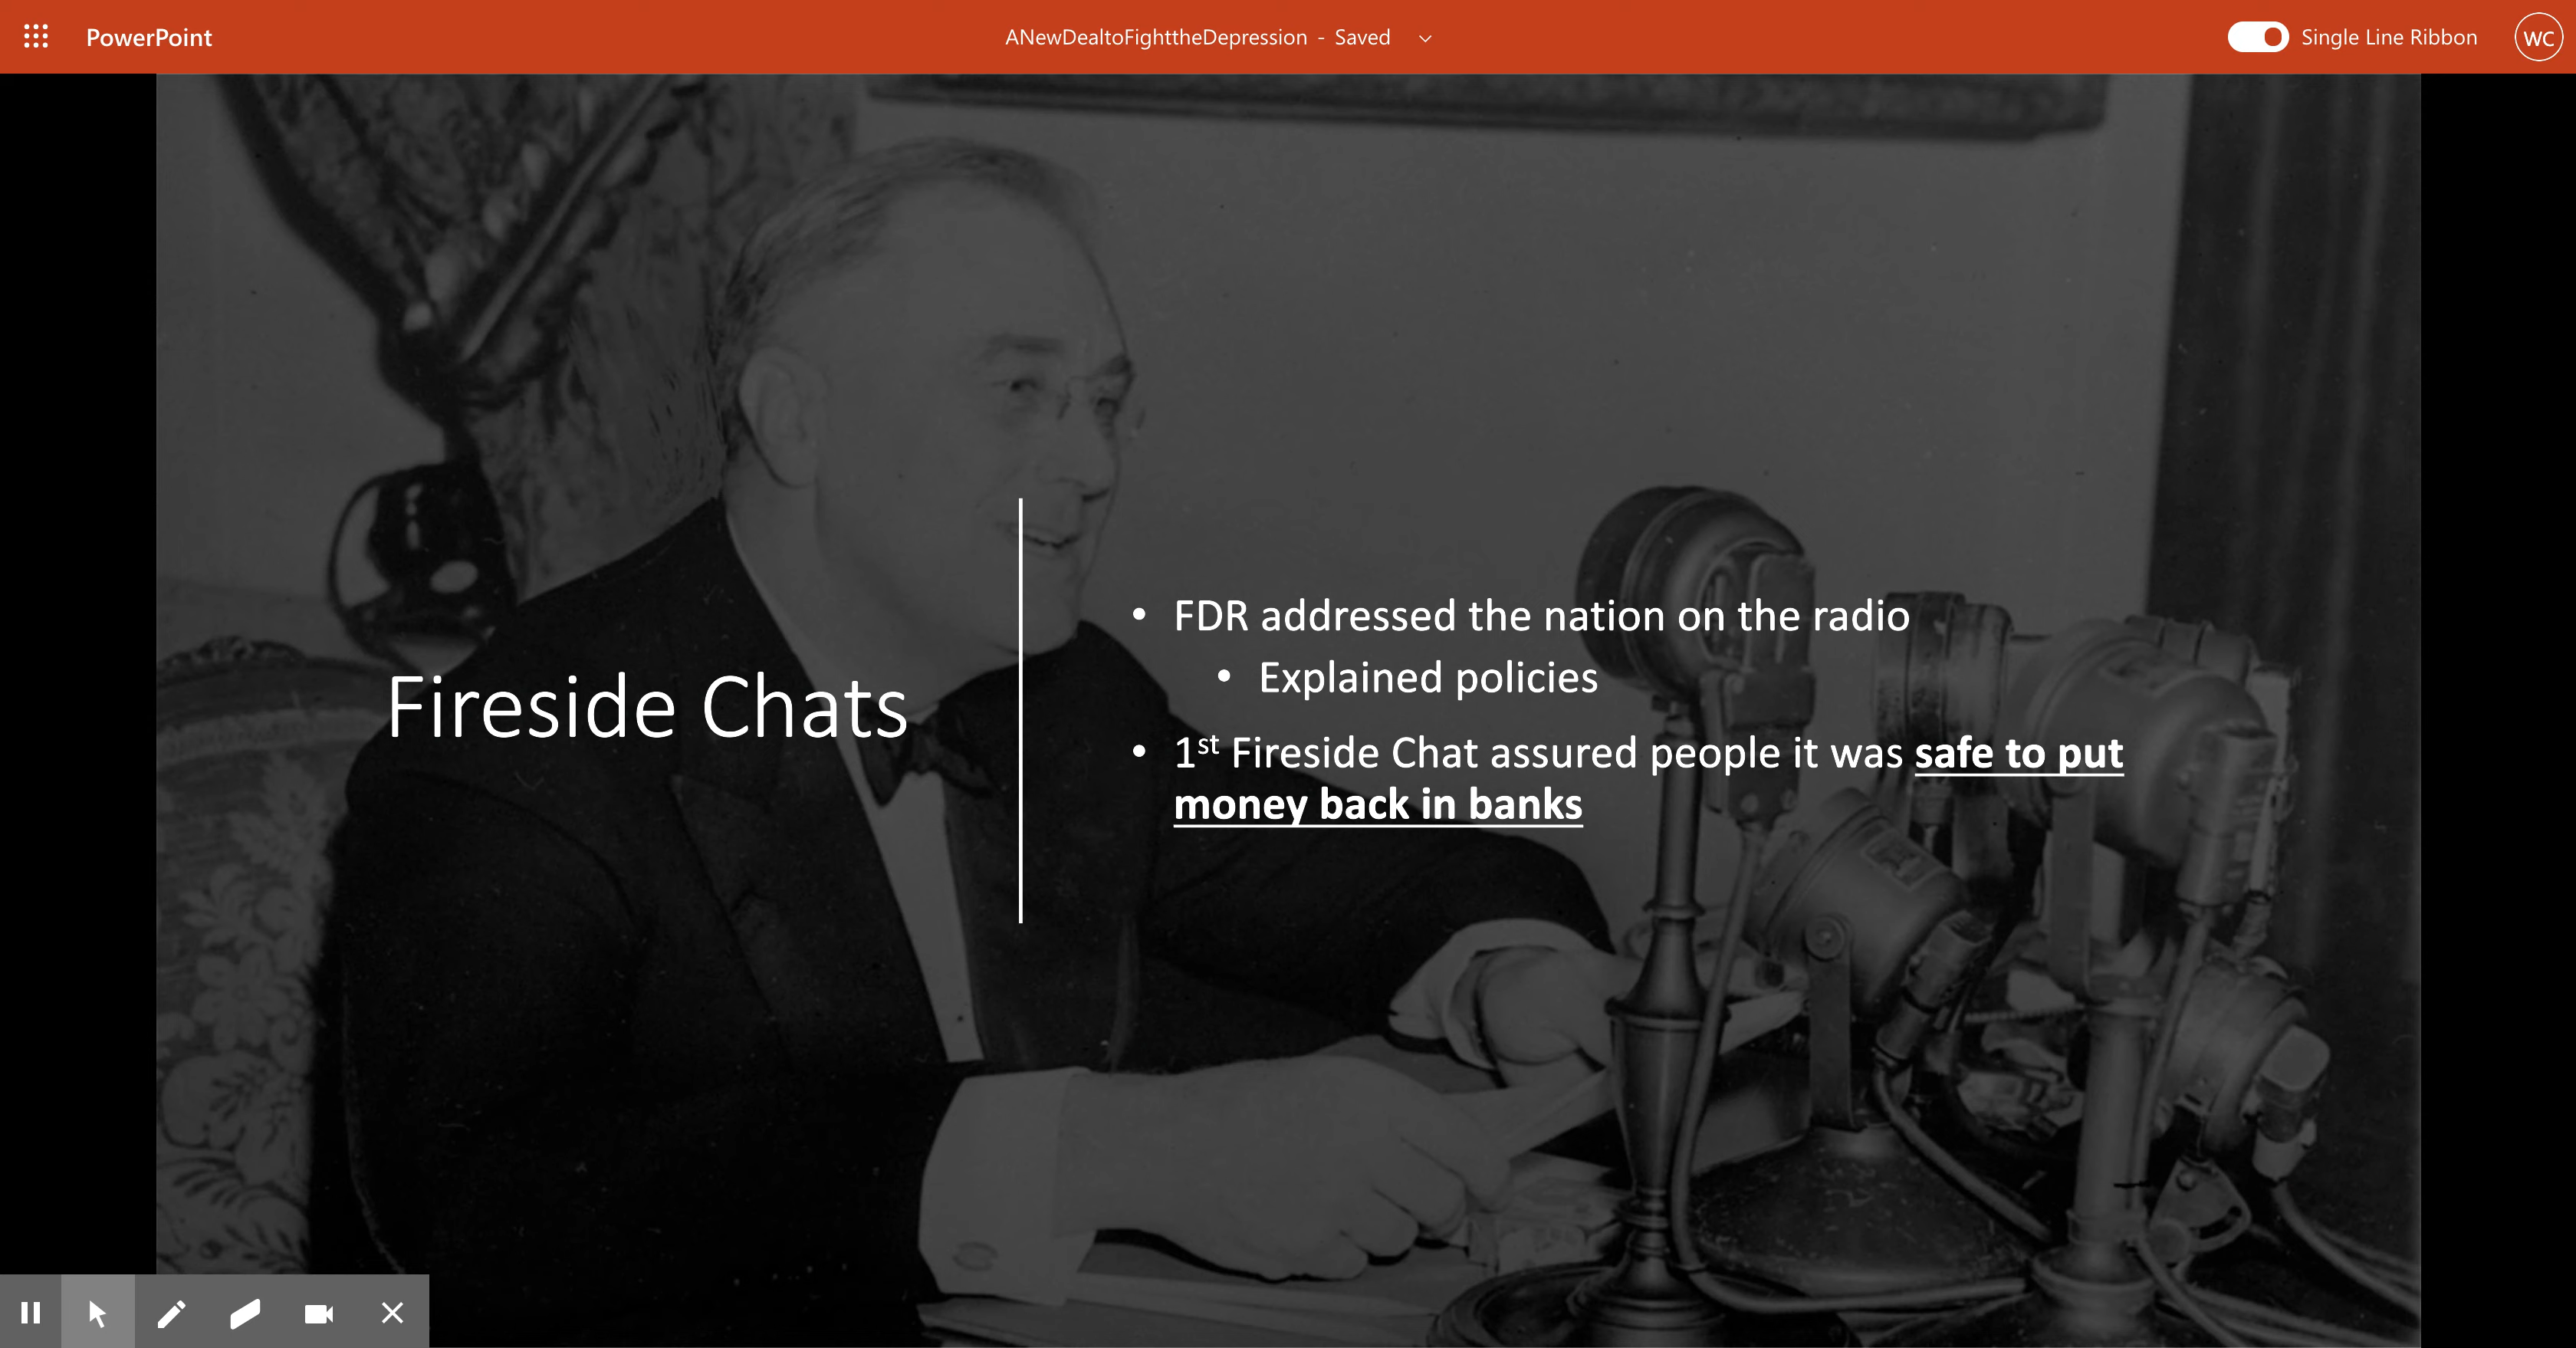 PowerPoint
ANewDealtoFighttheDepression - Saved
Single Line Ribbon
WC
Fireside Chats
• FDR addressed the nation on the radio
• Explained policies
• 1st Fireside Chat assured people it was safe to put
money back in banks